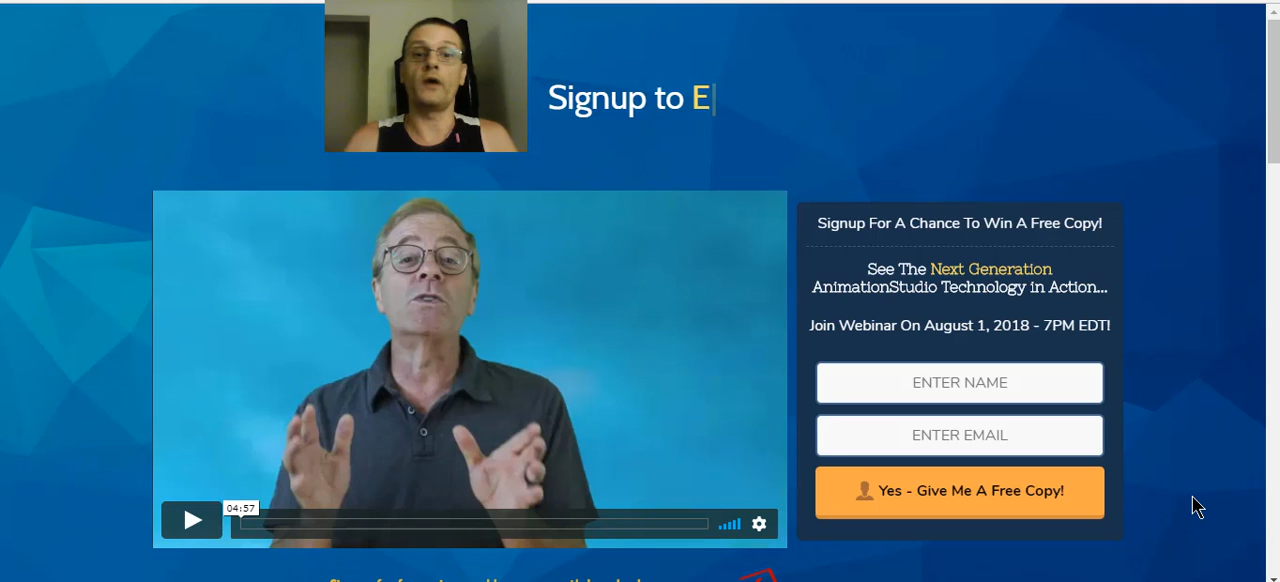 Signup to E
Signup For A Chance To Win A Free Copy!
See The Next Generation
AnimationStudio Technology in Action...
Join Webinar On August 1, 2018 - 7PM EDT!
ENTER NAME
ENTER EMAIL
Yes - Give Me A Free Copy!
04:57